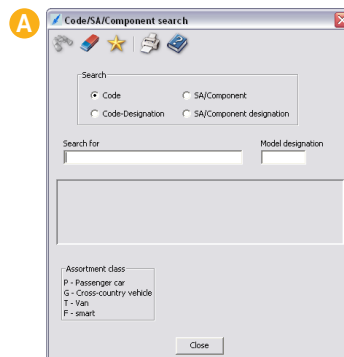 A
Code/SA/Component search
Search
Code
SA/Component
Code-Designation
SA/Component designation
Search for
Model designation
Assortment class
P - Passenger car
G - Cross-country vehicle
T - Van
F - smart
Close